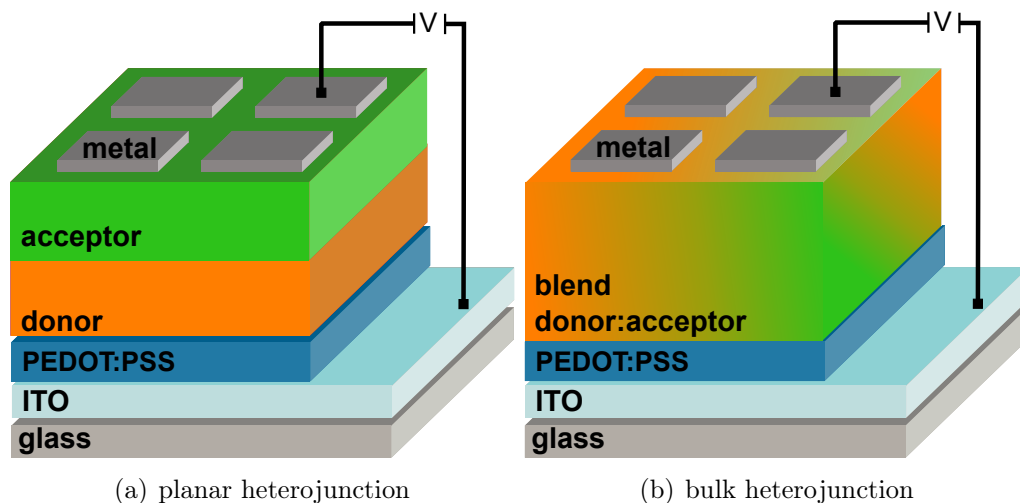 V
metal
acceptor
donor
PEDOT:PSS
ITO
glass
(a) planar heterojunction
V
metal
blend
donor:acceptor
PEDOT:PSS
ITO
glass
(b) bulk heterojunction